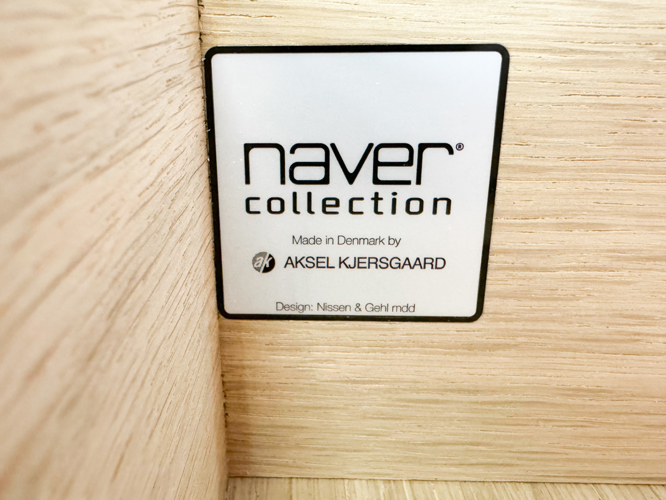 naver®
collection
Made in Denmark by
ak AKSEL KJERSGAARD
Design: Nissen & Gehl mdd